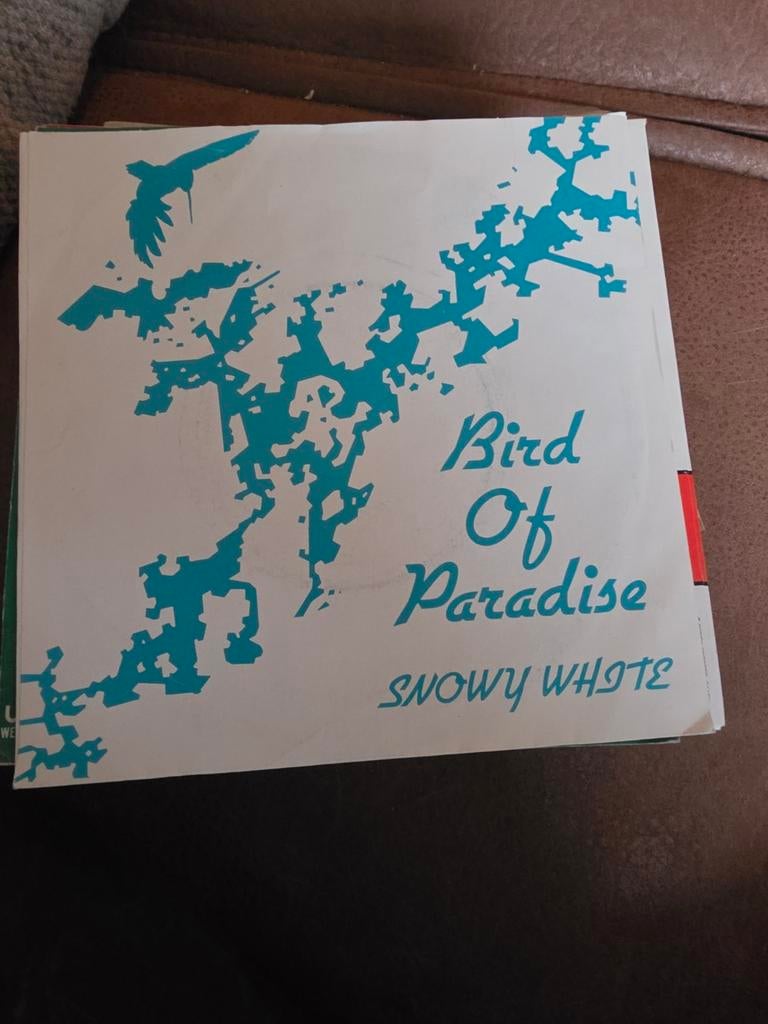 Bird
Of
Paradise
SNOWY WHITE